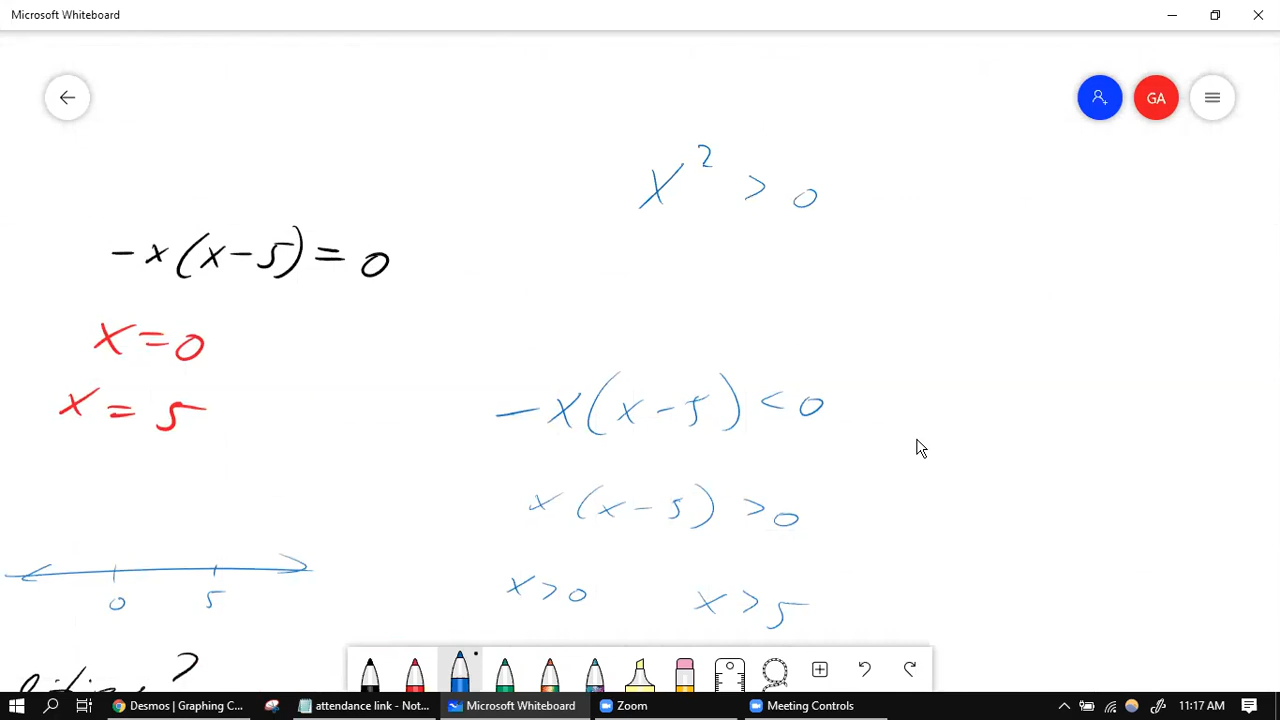 Microsoft Whiteboard
GA
x² > 0
-x(x-5)=0
x=0
x=5
-x(x-5)<0
x(x-5)>0
x>0 x>5
0 5
?
Desmos | Graphing C...
attendance link - Not...
Microsoft Whiteboard
Zoom
Meeting Controls
11:17 AM